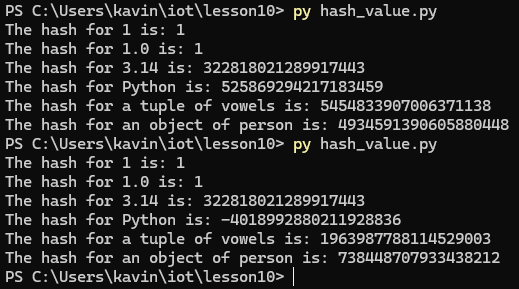 PS C:\Users\kavin\iot\lesson10> py hash_value.py
The hash for 1 is: 1
The hash for 1.0 is: 1
The hash for 3.14 is: 322818021289917443
The hash for Python is: 525869294217183459
The hash for a tuple of vowels is: 5454833907006371138
The hash for an object of person is: 4934591390605880448
PS C:\Users\kavin\iot\lesson10> py hash_value.py
The hash for 1 is: 1
The hash for 1.0 is: 1
The hash for 3.14 is: 322818021289917443
The hash for Python is: -4018992880211928836
The hash for a tuple of vowels is: 1963987788114529003
The hash for an object of person is: 738448707933438212
PS C:\Users\kavin\iot\lesson10>